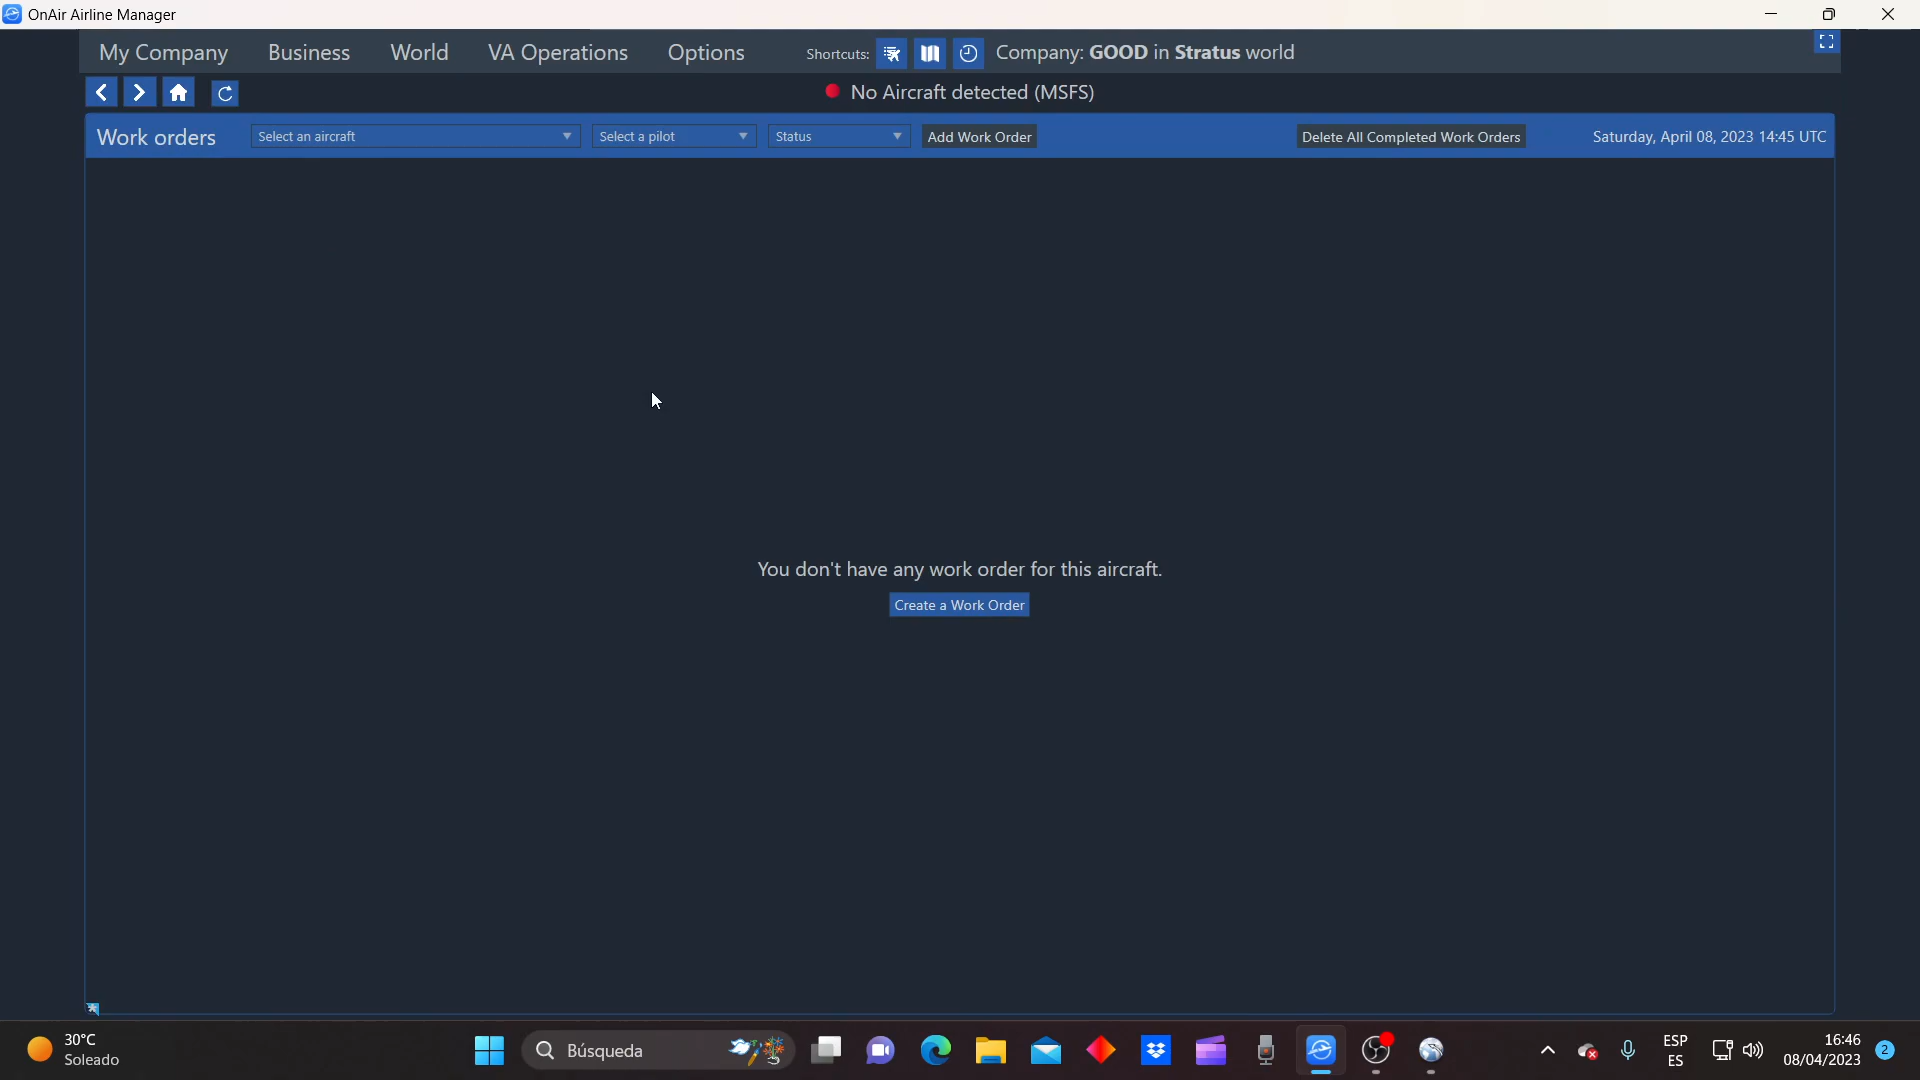 OnAir Airline Manager
My Company Business World VA Operations Options Shortcuts: Company: GOOD in Stratus world
No Aircraft detected (MSFS)
Work orders Select an aircraft Select a pilot Status Add Work Order Delete All Completed Work Orders Saturday, April 08, 2023 14:45 UTC
You don't have any work order for this aircraft.
Create a Work Order
30°C
Soleado
Búsqueda
ESP
ES
16:46
08/04/2023
2